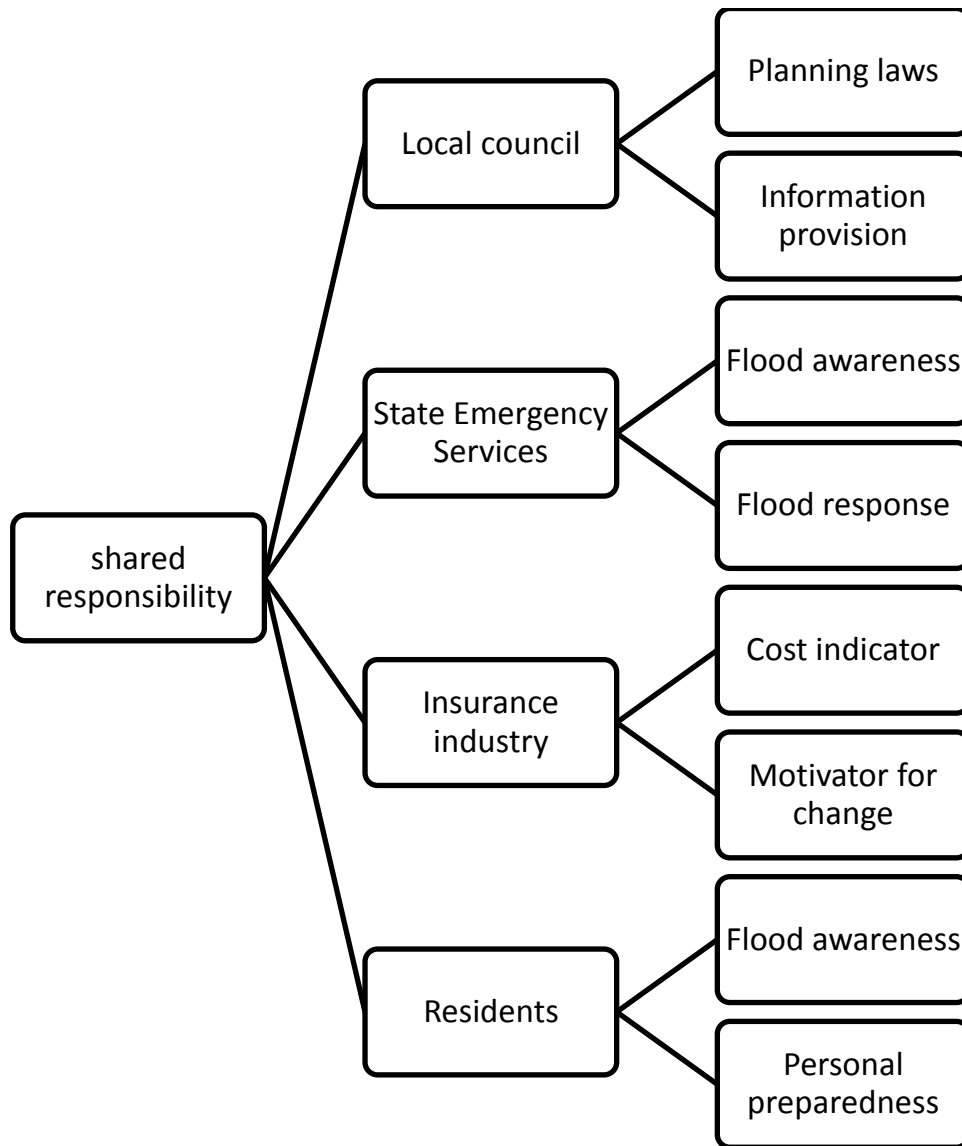 shared
responsibility
Local council
Planning laws
Information
provision
State Emergency
Services
Flood awareness
Flood response
Insurance
industry
Cost indicator
Motivator for
change
Residents
Flood awareness
Personal
preparedness